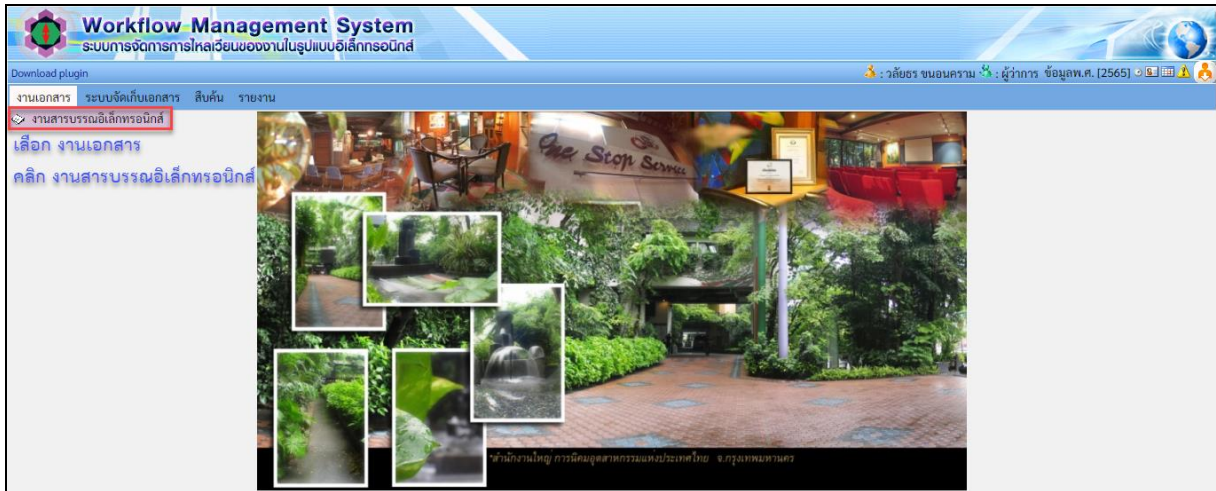 Workflow Management System
ระบบการจัดการการไหลเวียนของงานในรูปแบบอิเล็กทรอนิกส์
Download plugin
: วลัยธร ขนอนคราม : ผู้ว่าการ ข้อมูลพ.ศ. [2565]
งานเอกสาร ระบบจัดเก็บเอกสาร สืบค้น รายงาน
งานสารบรรณอิเล็กทรอนิกส์
เลือก งานเอกสาร
คลิก งานสารบรรณอิเล็กทรอนิกส์
One Stop Service
"สำนักงานใหญ่ การนิคมอุตสาหกรรมแห่งประเทศไทย จ.กรุงเทพมหานคร